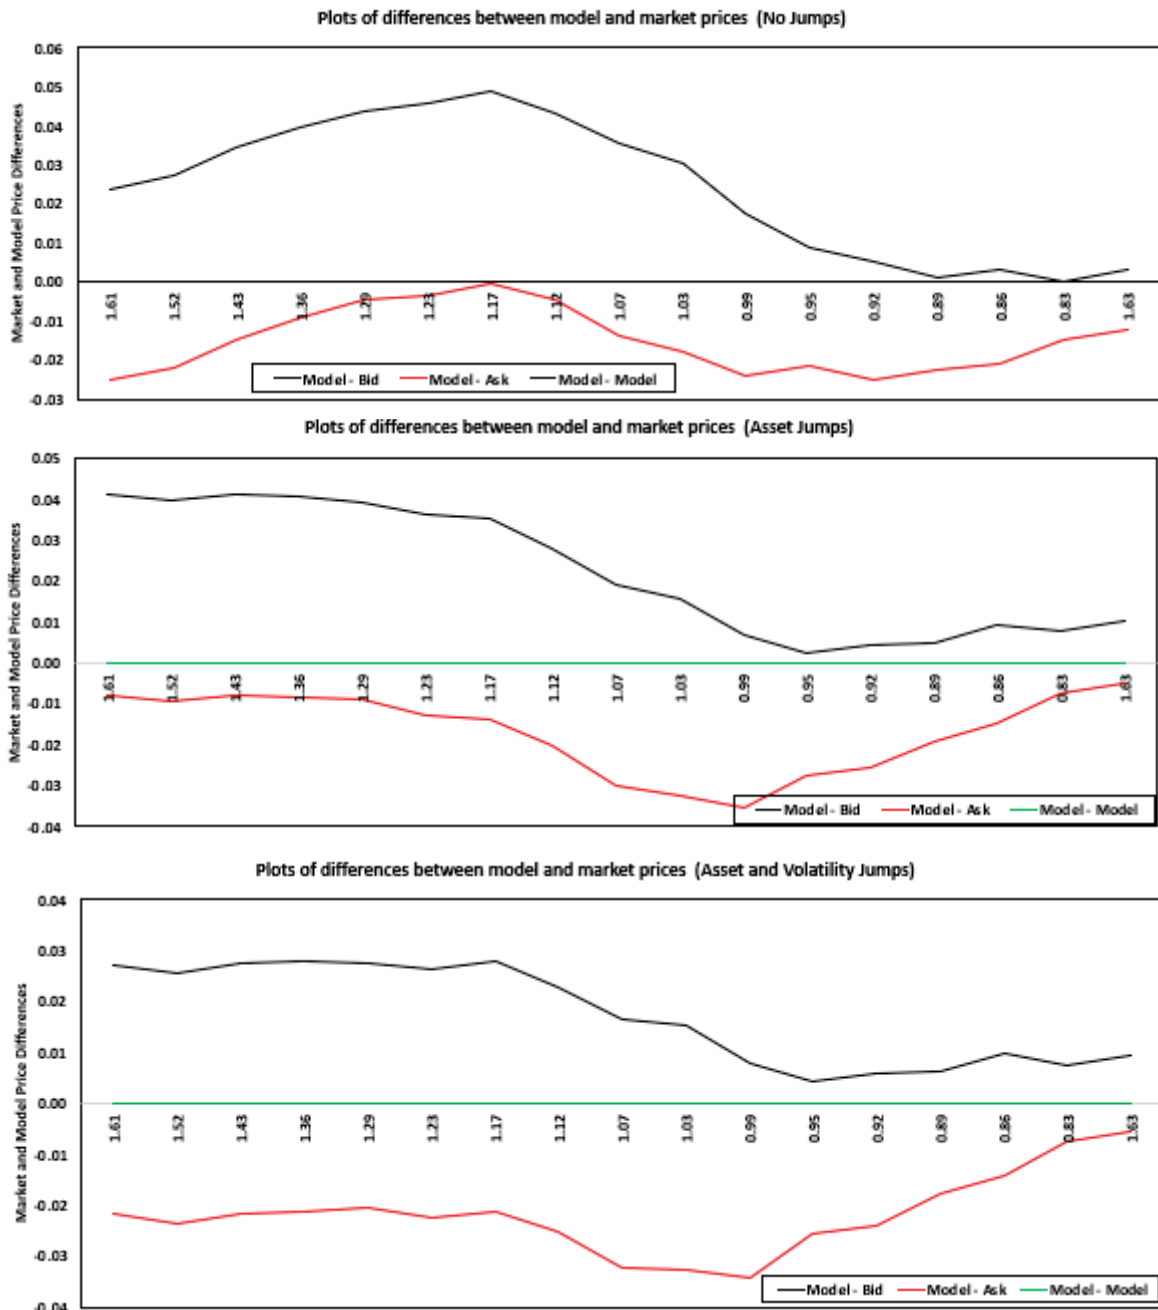 Plots of differences between model and market prices (No Jumps)
Market and Model Price Differences
0.06
0.05
0.04
0.03
0.02
0.01
0.00
-0.01
-0.02
-0.03
1.61 1.52 1.43 1.36 1.29 1.23 1.17 1.12 1.07 1.03 0.99 0.95 0.92 0.89 0.86 0.83 1.63
Model - Bid Model - Ask Model - Model
Plots of differences between model and market prices (Asset Jumps)
Market and Model Price Differences
0.05
0.04
0.03
0.02
0.01
0.00
-0.01
-0.02
-0.03
-0.04
1.61 1.52 1.43 1.36 1.29 1.23 1.17 1.12 1.07 1.03 0.99 0.95 0.92 0.89 0.86 0.83 1.63
Model - Bid Model - Ask Model - Model
Plots of differences between model and market prices (Asset and Volatility Jumps)
Market and Model Price Differences
0.04
0.03
0.02
0.01
0.00
-0.01
-0.02
-0.03
-0.04
1.61 1.52 1.43 1.36 1.29 1.23 1.17 1.12 1.07 1.03 0.99 0.95 0.92 0.89 0.86 0.83 1.63
Model - Bid Model - Ask Model - Model